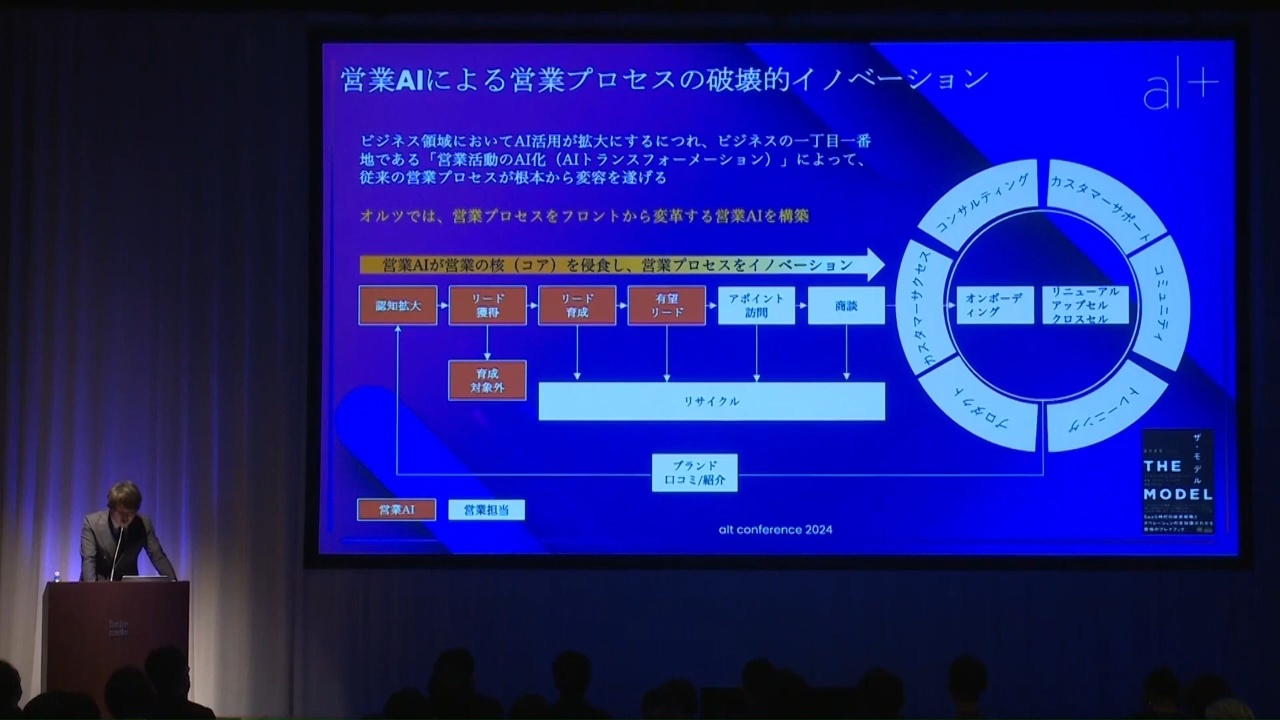 営業AIによる営業プロセスの破壊的イノベーション
al+
ビジネス領域においてAI活用が拡大にするにつれ、ビジネスの一丁目一番
地である「営業活動のAI化（AIトランスフォーメーション）」によって、
従来の営業プロセスが根本から変容を遂げる
オルツでは、営業プロセスをフロントから変革する営業AIを構築
営業AIが営業の核（コア）を侵食し、営業プロセスをイノベーション
認知拡大
リード
獲得
リード
育成
有望
リード
アポイント
訪問
商談
オンボーデ
ィング
リニューアル
アップセル
クロスセル
育成
対象外
リサイクル
ブランド
口コミ/紹介
コンサルティング
カスタマーサポート
コミュニティ
トレーニング
プロダクト
カスタマーサクセス
営業AI
営業担当
alt conference 2024
ザ・モデル
THE
MODEL